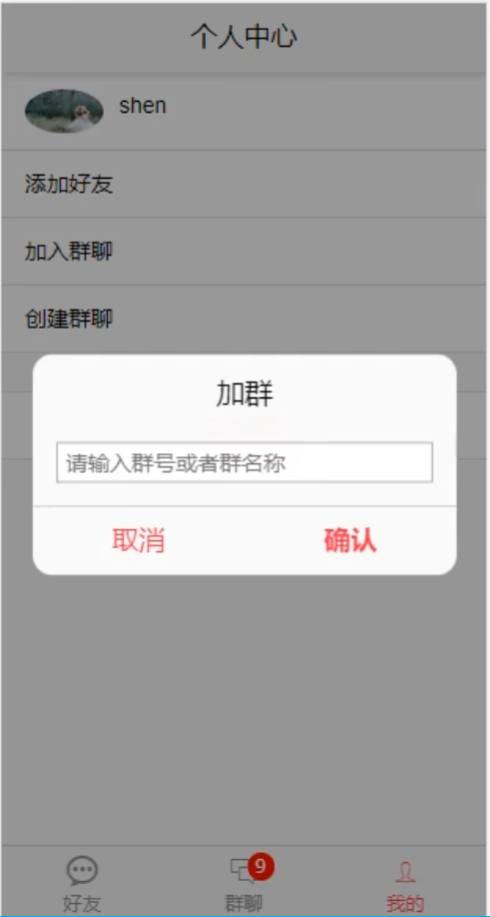 个人中心
shen
添加好友
加入群聊
创建群聊
加群
请输入群号或者群名称
取消 确认
9
好友 群聊 我的